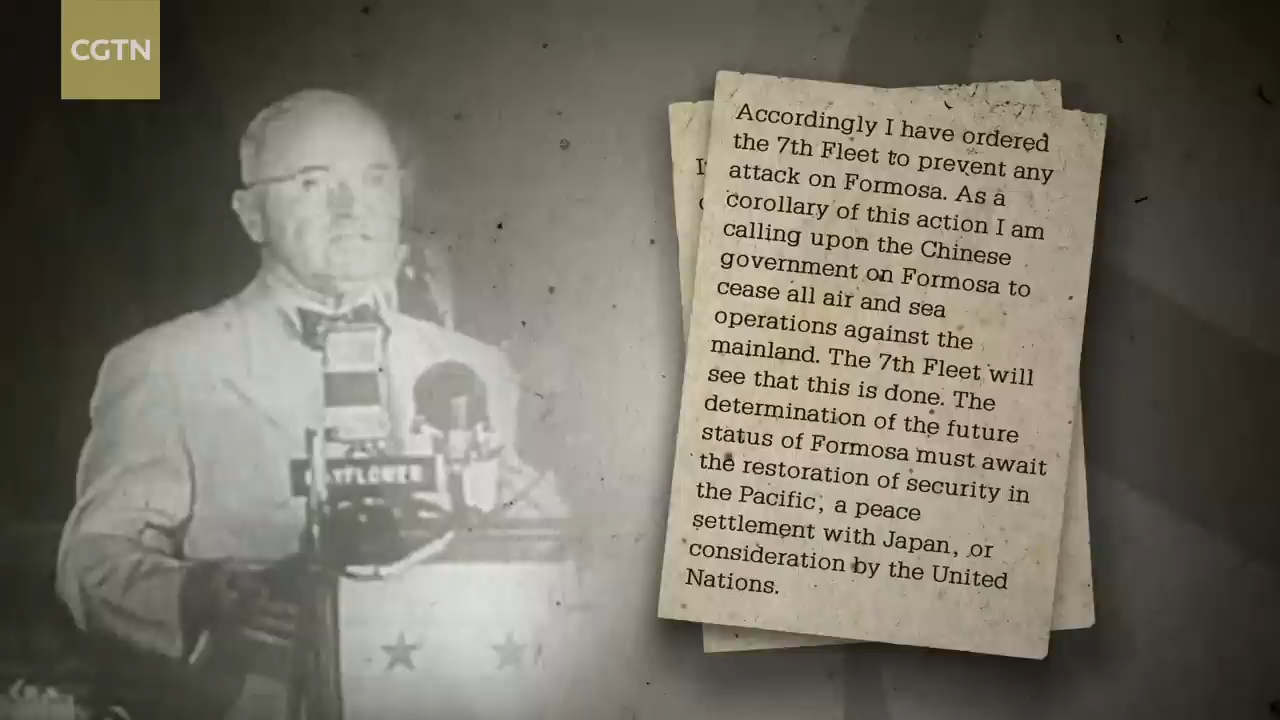 CGTN
Accordingly I have ordered
the 7th Fleet to prevent any
attack on Formosa. As a
corollary of this action I am
calling upon the Chinese
government on Formosa to
cease all air and sea
operations against the
mainland. The 7th Fleet will
see that this is done. The
determination of the future
status of Formosa must await
the restoration of security in
the Pacific, a peace
settlement with Japan, or
consideration by the United
Nations.